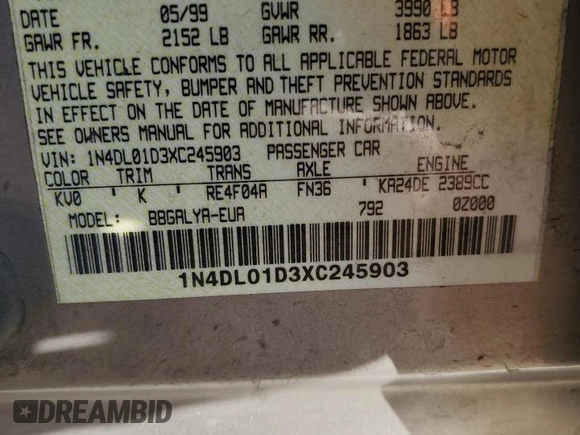 DATE 05/99 GVWR 3990 LB
GAWR FR. 2152 LB GAWR RR. 1863 LB
THIS VEHICLE CONFORMS TO ALL APPLICABLE FEDERAL MOTOR
VEHICLE SAFETY, BUMPER AND THEFT PREVENTION STANDARDS
IN EFFECT ON THE DATE OF MANUFACTURE SHOWN ABOVE.
SEE OWNERS MANUAL FOR ADDITIONAL INFORMATION.
VIN: 1N4DL01D3XC245903 PASSENGER CAR
COLOR TRIM TRANS AXLE ENGINE
KV0 K RE4F04A FN36 KA24DE 2389CC
MODEL: BBGALYA-EUA 792 0Z000
1N4DL01D3XC245903
DREAMBID